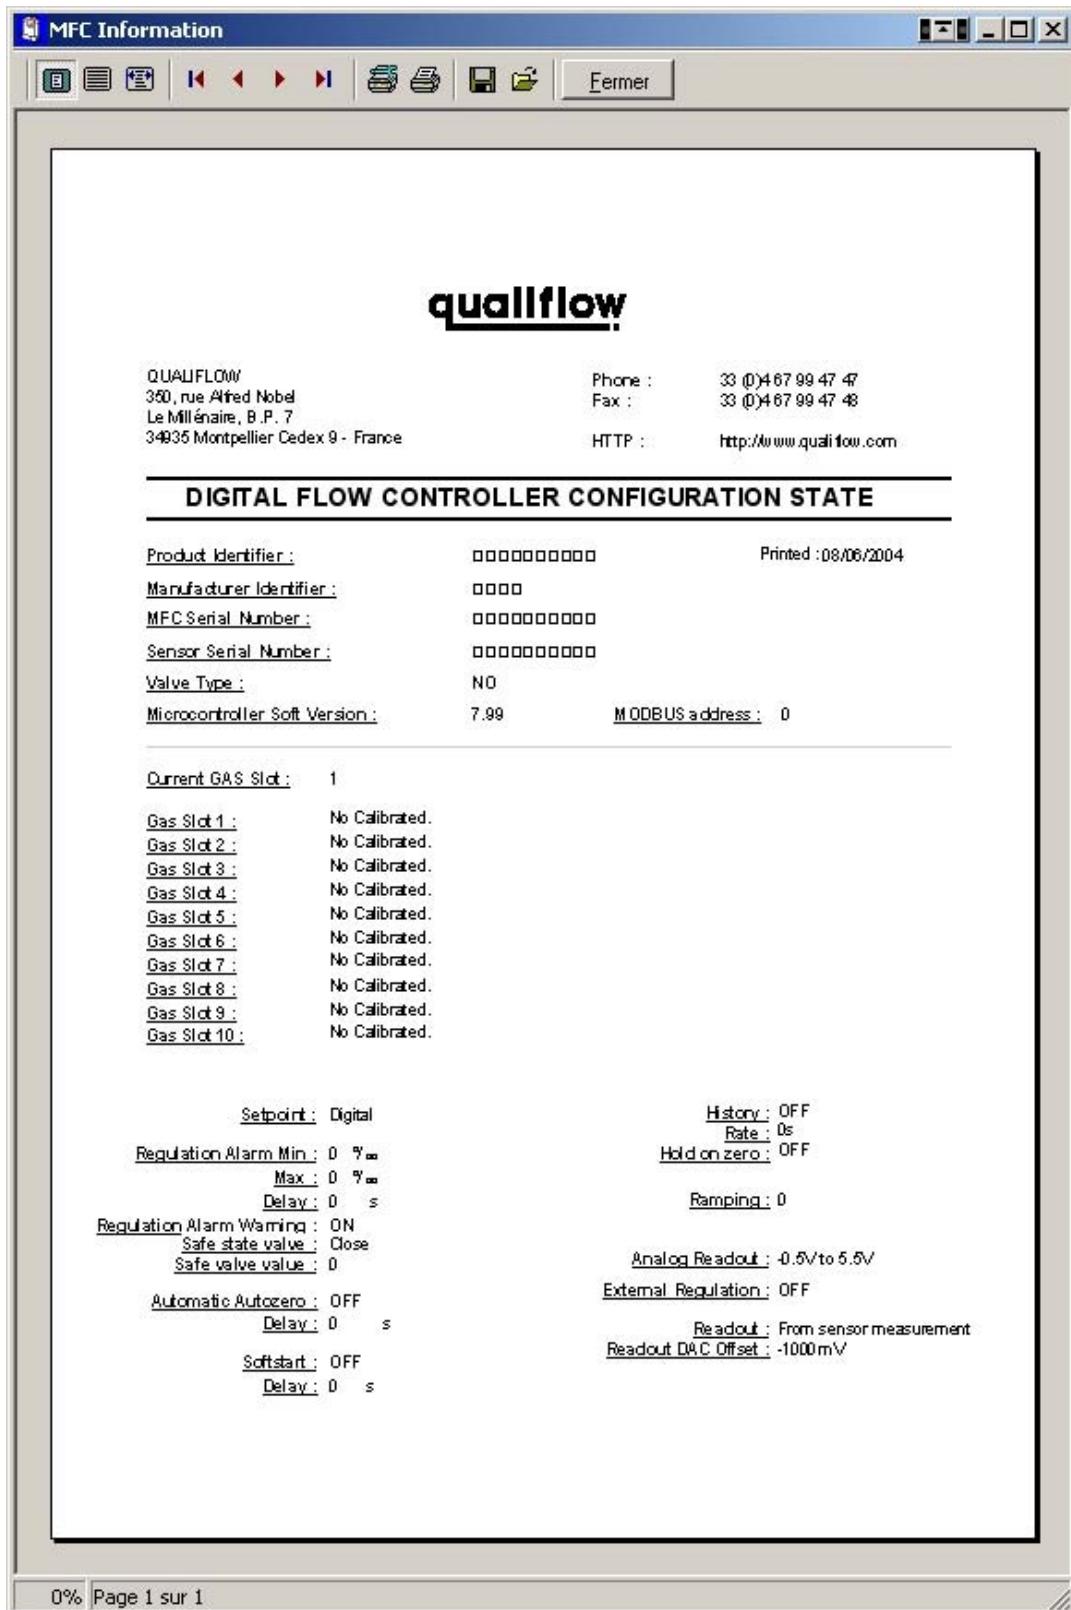 MFC Information
Fermer
qualiflow
QUALIFLOW
350, rue Alfred Nobel
Le Millénaire, B.P. 7
34935 Montpellier Cedex 9 - France
Phone : 33 (0)4 67 99 47 47
Fax : 33 (0)4 67 99 47 48
HTTP : http://www.qualiflow.com
DIGITAL FLOW CONTROLLER CONFIGURATION STATE
Product Identifier : □□□□□□□□□□ Printed : 08/06/2004
Manufacturer Identifier : □□□□
MFC Serial Number : □□□□□□□□□□
Sensor Serial Number : □□□□□□□□□□
Valve Type : NO
Microcontroller Soft Version : 7.99 MODBUS address : 0
Current GAS Slot : 1
Gas Slot 1 : No Calibrated.
Gas Slot 2 : No Calibrated.
Gas Slot 3 : No Calibrated.
Gas Slot 4 : No Calibrated.
Gas Slot 5 : No Calibrated.
Gas Slot 6 : No Calibrated.
Gas Slot 7 : No Calibrated.
Gas Slot 8 : No Calibrated.
Gas Slot 9 : No Calibrated.
Gas Slot 10 : No Calibrated.
Setpoint : Digital
Regulation Alarm Min : 0
Max : 0
Delay : 0 s
Regulation Alarm Warning : ON
Safe state valve : Close
Safe valve value : 0
Automatic Autozero : OFF
Delay : 0 s
Softstart : OFF
Delay : 0 s
History : OFF
Rate : 0s
Hold on zero : OFF
Ramping : 0
Analog Readout : -0.5V to 5.5V
External Regulation : OFF
Readout : From sensor measurement
Readout DAC Offset : -1000 mV
0% Page 1 sur 1